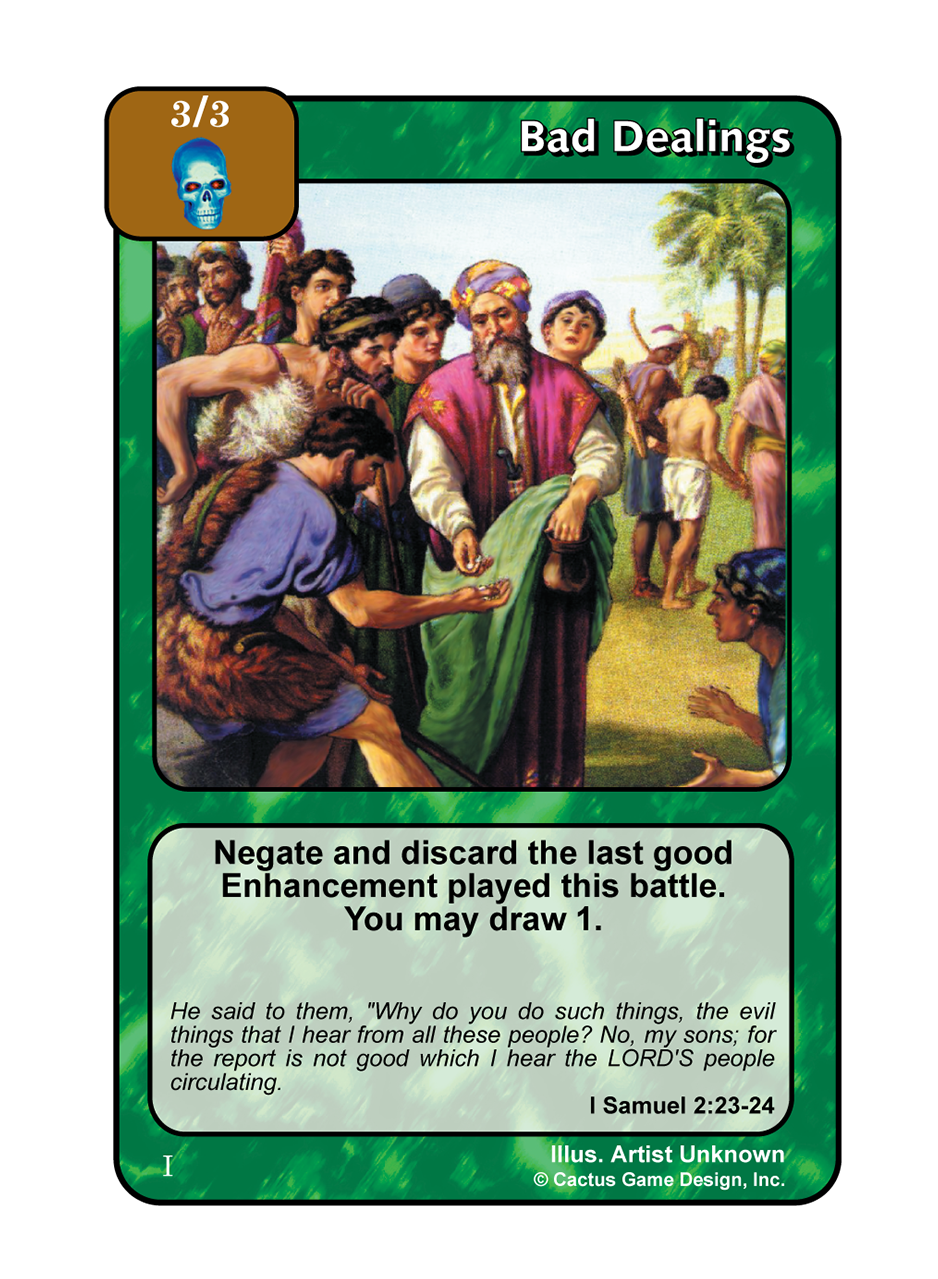 3/3
Bad Dealings
Negate and discard the last good
Enhancement played this battle.
You may draw 1.
He said to them, "Why do you do such things, the evil
things that I hear from all these people? No, my sons; for
the report is not good which I hear the LORD'S people
circulating.
I Samuel 2:23-24
I
Illus. Artist Unknown
© Cactus Game Design, Inc.